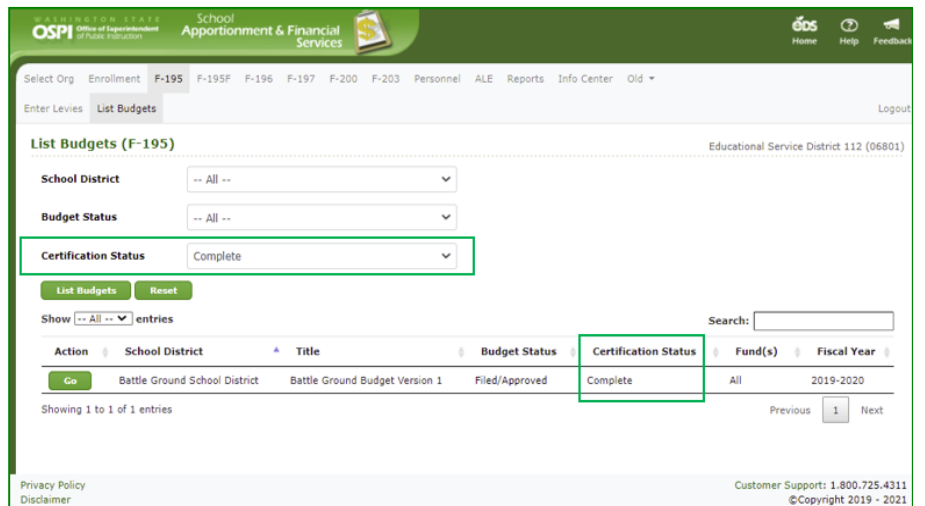 WASHINGTON STATE
OSPI Office of Superintendent of Public Instruction
School Apportionment & Financial Services
EDS Home Help Feedback
Select Org Enrollment F-195 F-195F F-196 F-197 F-200 F-203 Personnel ALE Reports Info Center Old
Enter Levies List Budgets Logout
List Budgets (F-195) Educational Service District 112 (06801)
School District -- All --
Budget Status -- All --
Certification Status Complete
List Budgets Reset
Show -- All -- entries Search:
Action School District Title Budget Status Certification Status Fund(s) Fiscal Year
Go Battle Ground School District Battle Ground Budget Version 1 Filed/Approved Complete All 2019-2020
Showing 1 to 1 of 1 entries Previous 1 Next
Privacy Policy Customer Support: 1.800.725.4311
Disclaimer ©Copyright 2019 - 2021